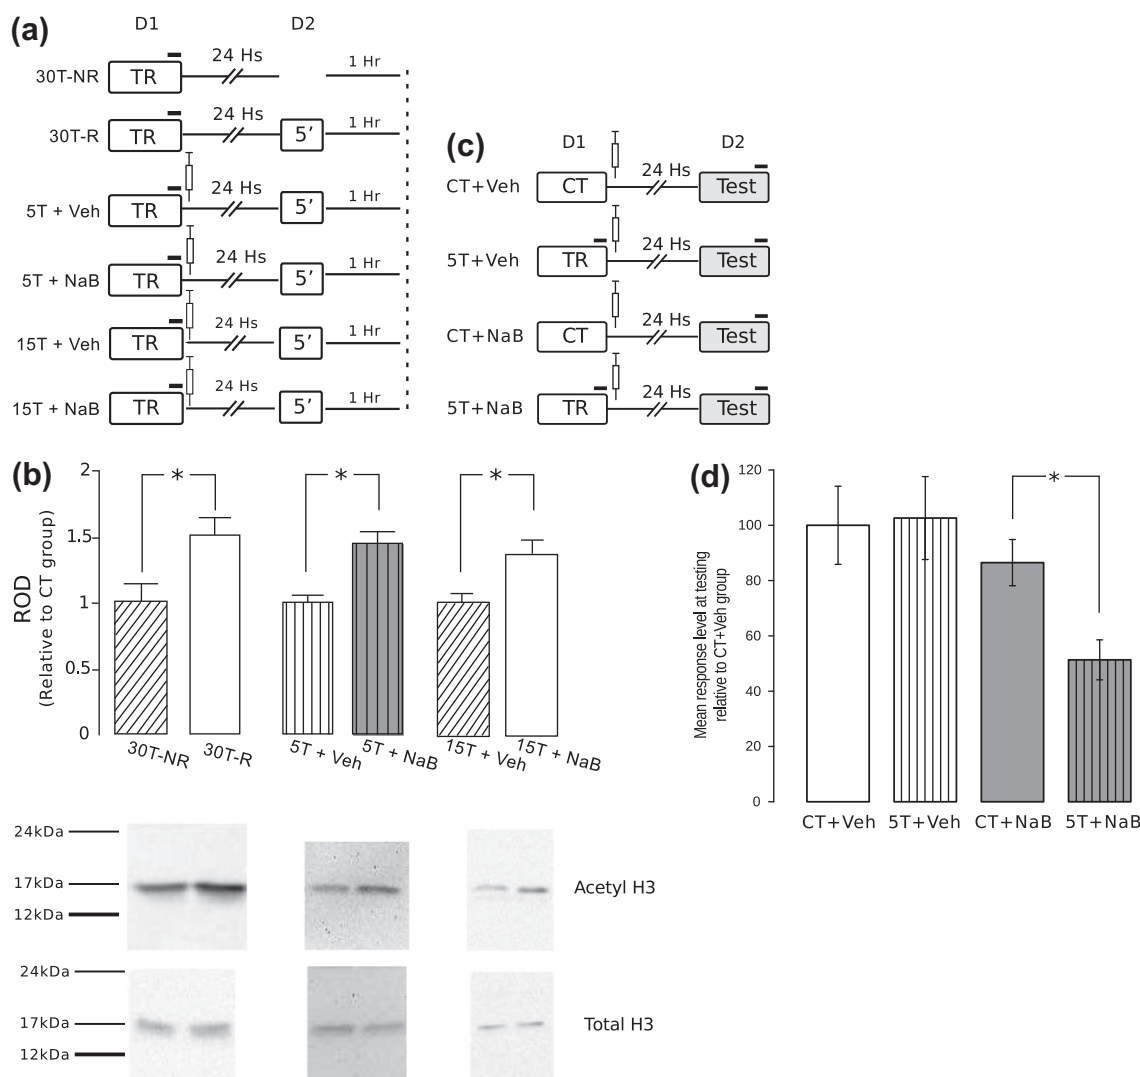 (a)
D1 D2
30T-NR TR 24 Hs 1 Hr
30T-R TR 24 Hs 5’ 1 Hr
5T + Veh TR 24 Hs 5’ 1 Hr
5T + NaB TR 24 Hs 5’ 1 Hr
15T + Veh TR 24 Hs 5’ 1 Hr
15T + NaB TR 24 Hs 5’ 1 Hr
(c)
D1 D2
CT+Veh CT 24 Hs Test
5T+Veh TR 24 Hs Test
CT+NaB CT 24 Hs Test
5T+NaB TR 24 Hs Test
(b)
ROD
(Relative to CT group)
2
1.5
1
0.5
0
* * *
30T-NR 30T-R 5T + Veh 5T + NaB 15T + Veh 15T + NaB
24kDa
17kDa
12kDa
Acetyl H3
24kDa
17kDa
12kDa
Total H3
(d)
Mean response level at testing
relative to CT+Veh group
120
100
80
60
40
20
0
*
CT+Veh 5T+Veh CT+NaB 5T+NaB